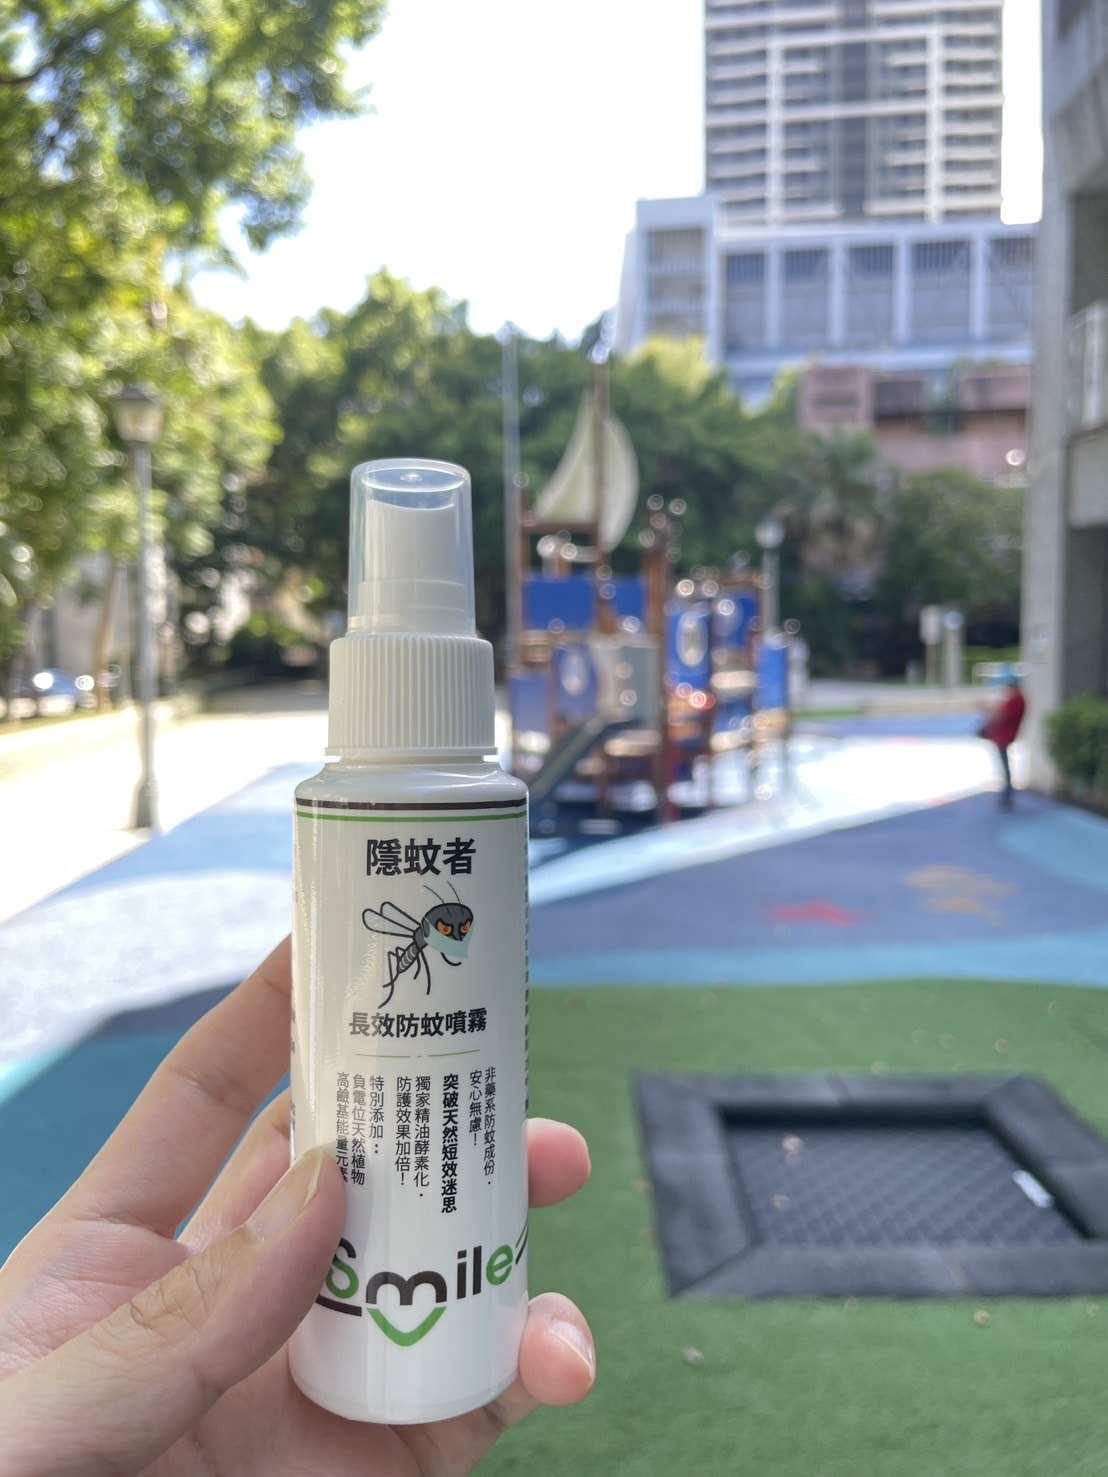 隱蚊者
長效防蚊噴霧
非藥系防蚊成份．
安心無慮！
突破天然短效迷思
獨家精油酵素化．
防護效果加倍！
特別添加：
負電位天然植物
高鹼基能量元素
smile